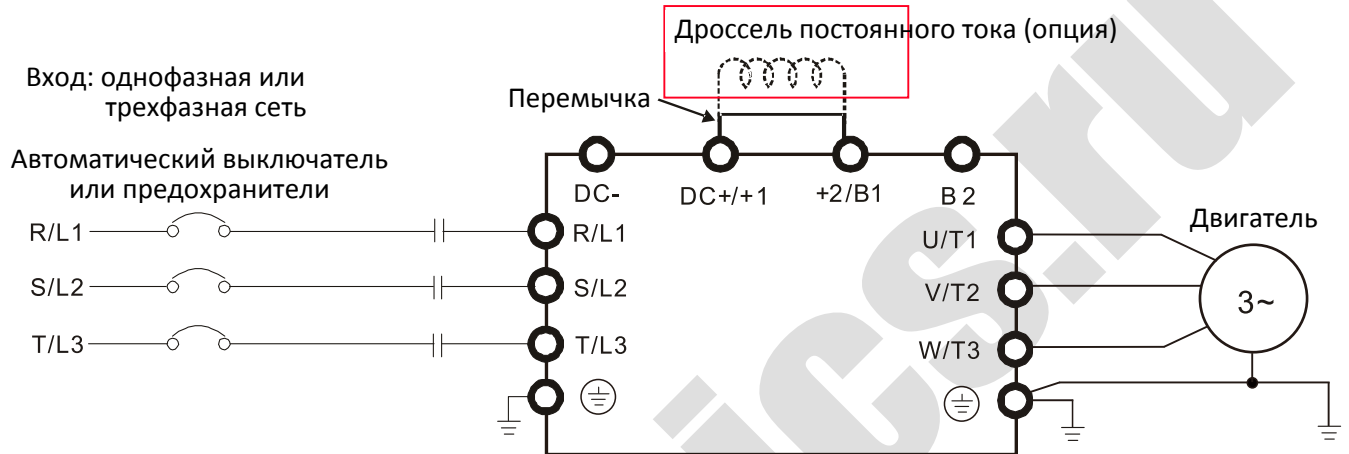 Дроссель постоянного тока (опция)
Вход: однофазная или
трехфазная сеть
Перемычка
Автоматический выключатель
или предохранители
DC-
DC+/+1
+2/B1
B 2
Двигатель
R/L1
R/L1
U/T1
S/L2
S/L2
V/T2
3~
T/L3
T/L3
W/T3
ics.ru